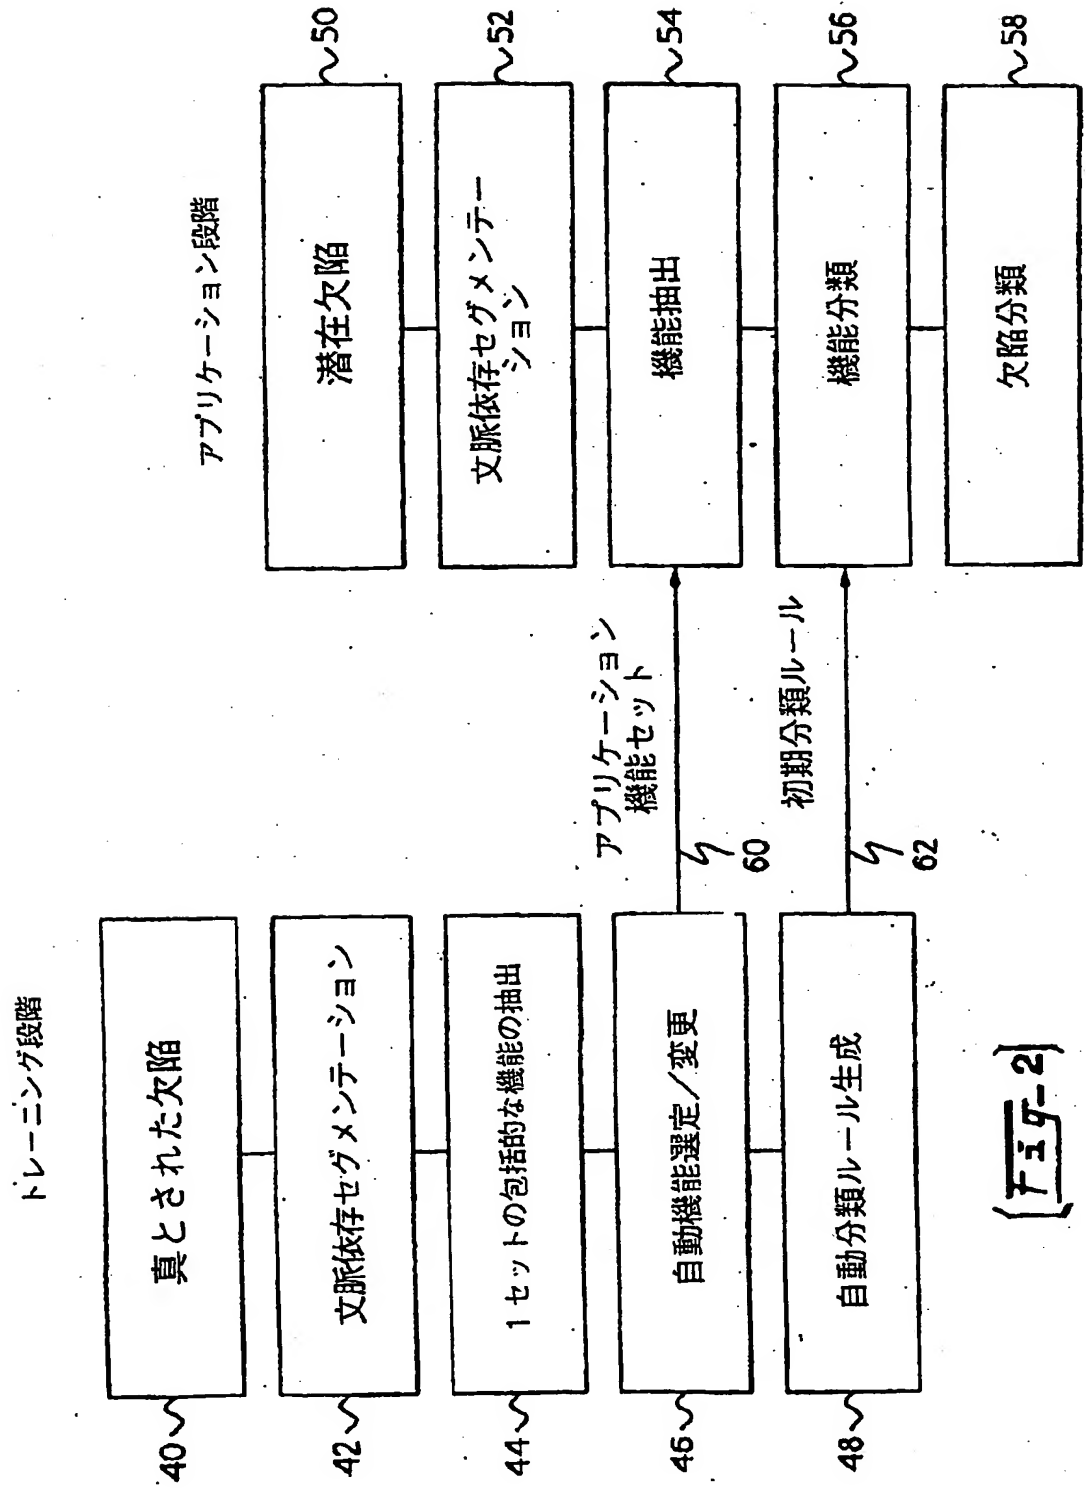 トレーニング段階
40
真とされた欠陥
42
文脈依存セグメンテーション
44
1セットの包括的な機能の抽出
46
自動機能選定／変更
48
自動分類ルール生成
アプリケーション
機能セット
60
初期分類ルール
62
アプリケーション段階
潜在欠陥
50
文脈依存セグメンテー
ション
52
機能抽出
54
機能分類
56
欠陥分類
58
Fig-2